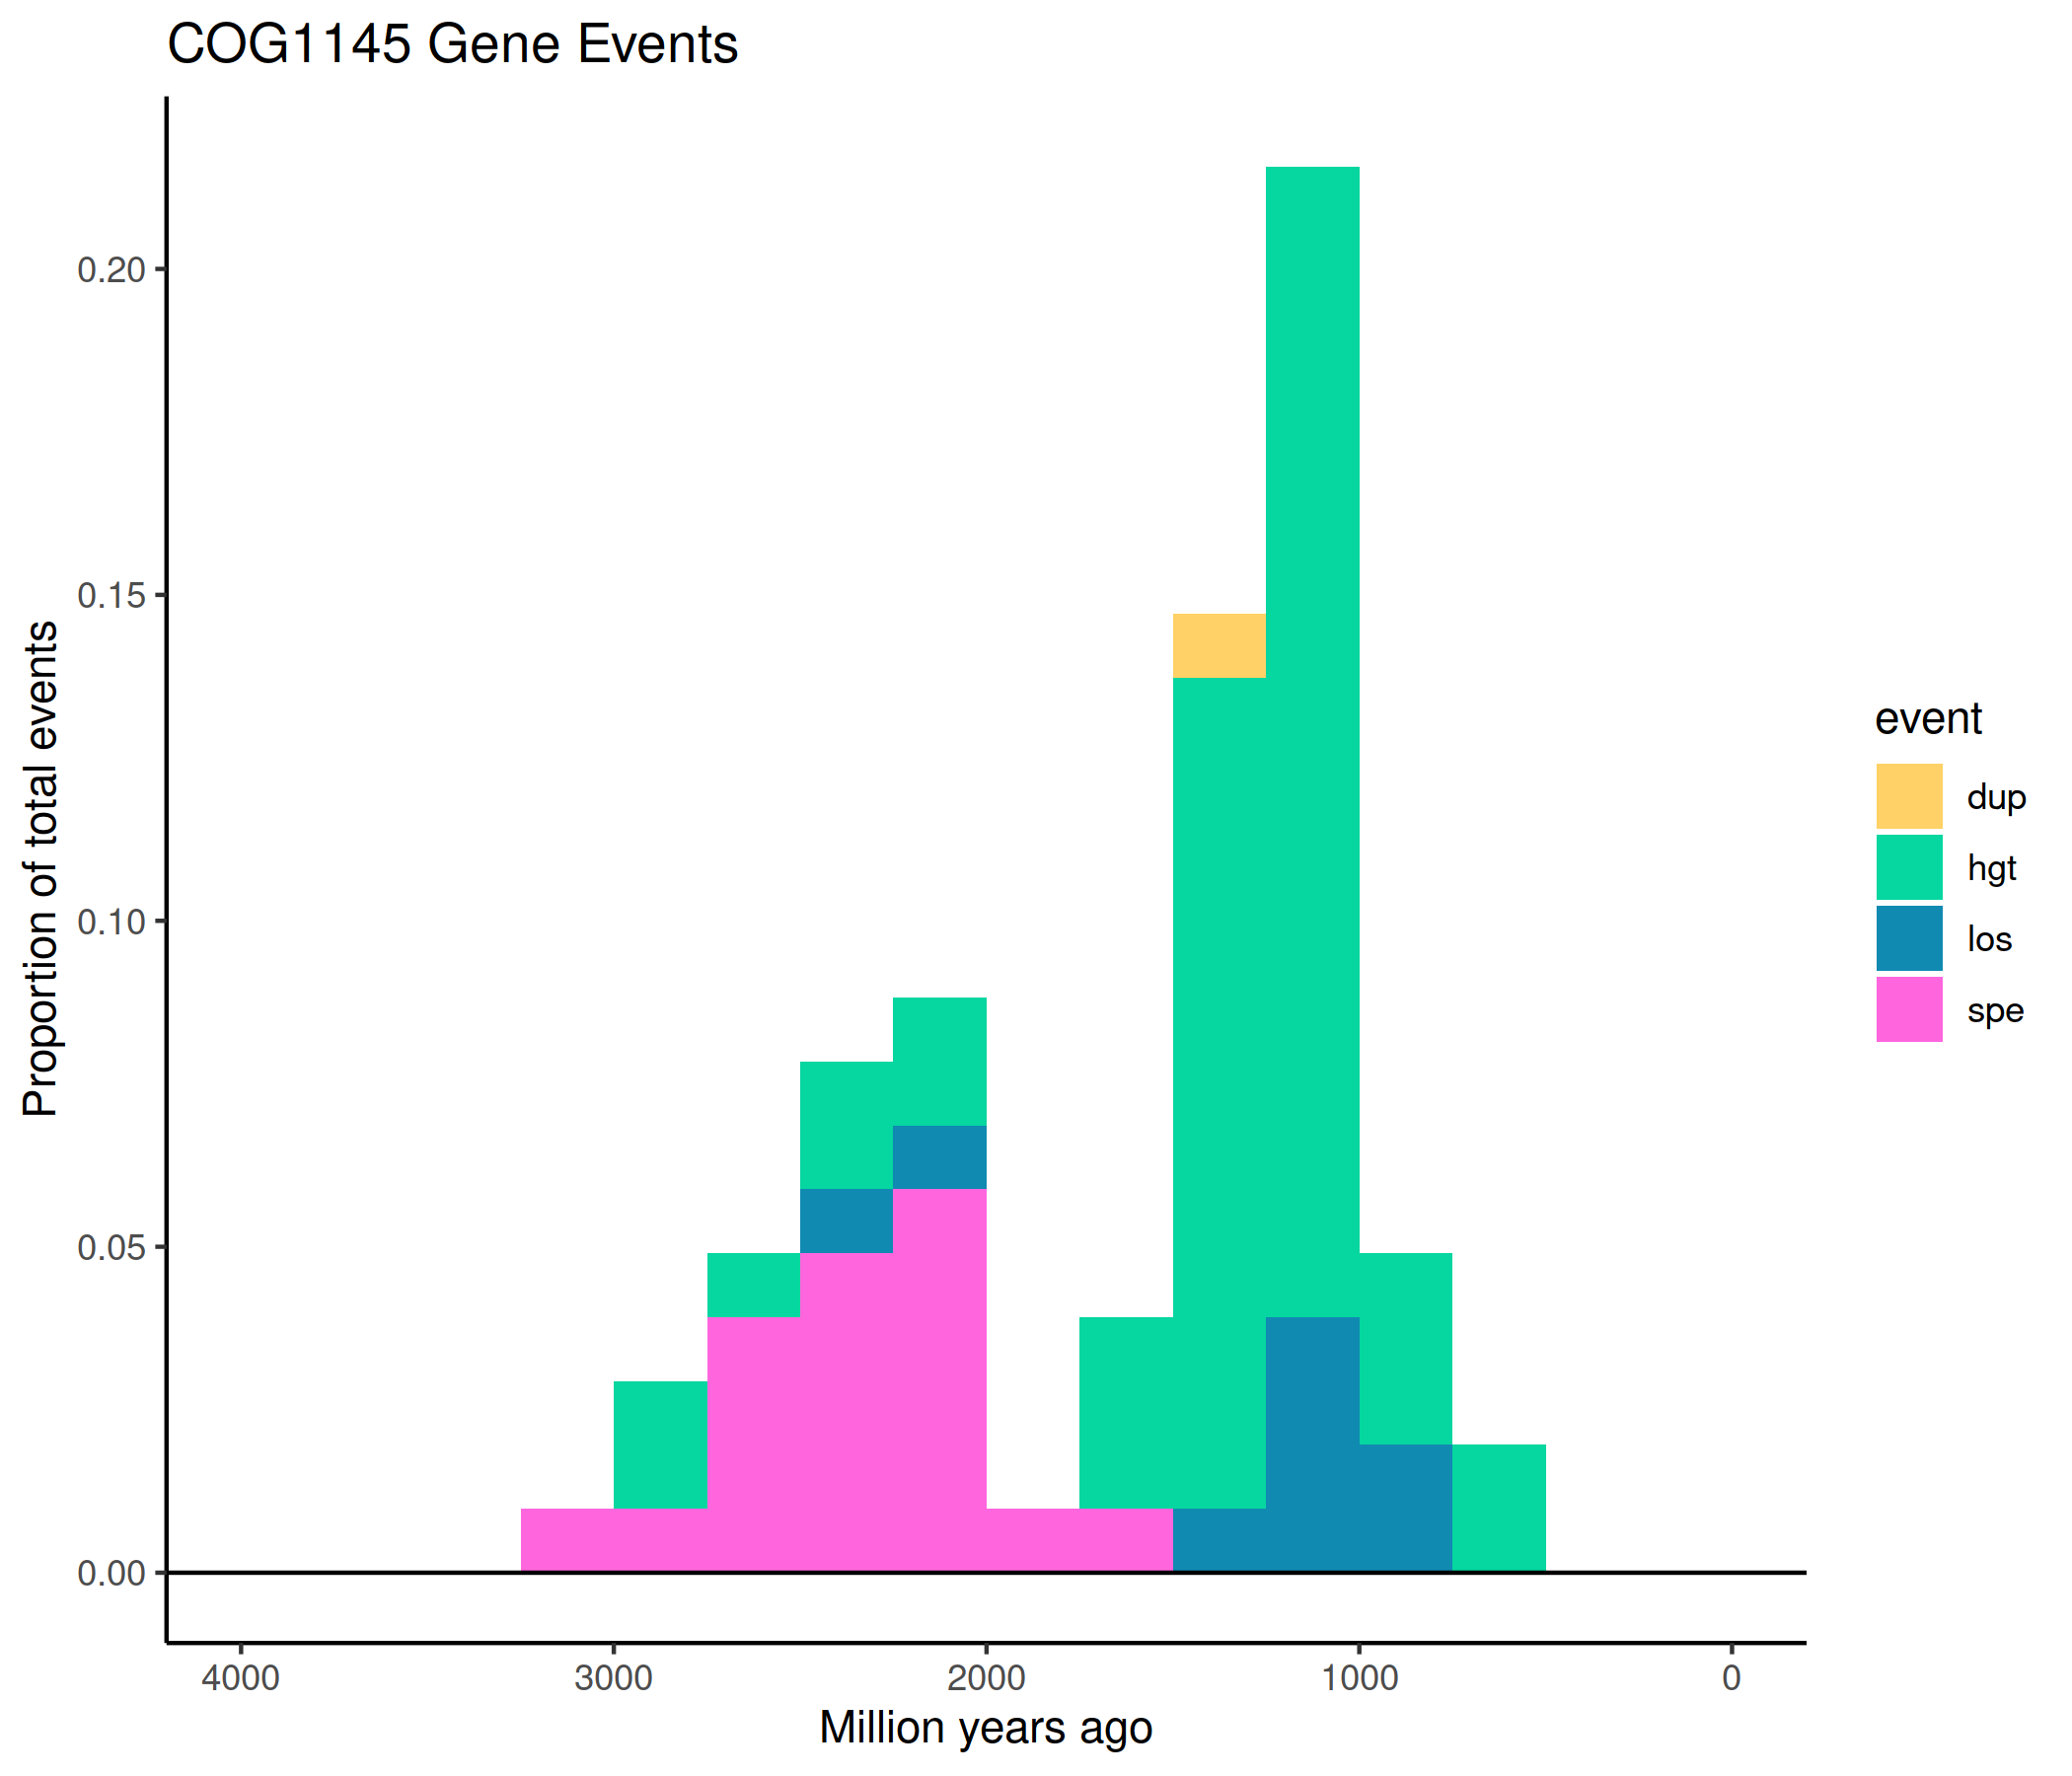 COG1145 Gene Events
Proportion of total events
0.20
0.15
0.10
0.05
0.00
4000 3000 2000 1000 0
Million years ago
event
dup
hgt
los
spe